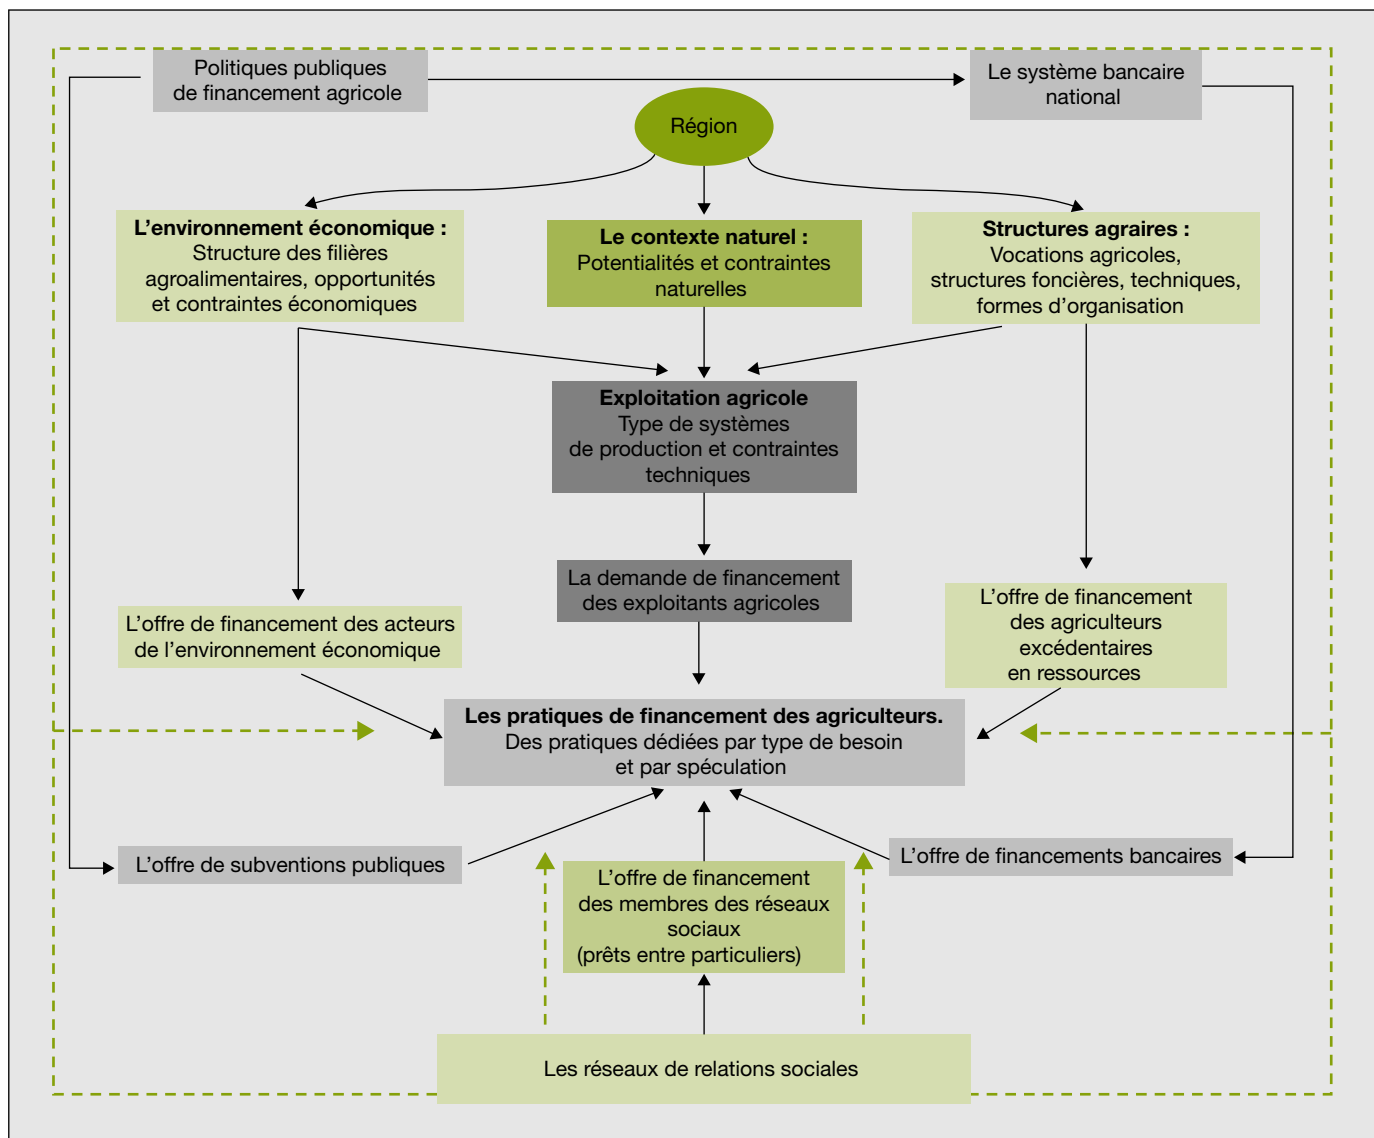 Politiques publiques
de financement agricole
Le système bancaire
national
Région
L’environnement économique :
Structure des filières
agroalimentaires, opportunités
et contraintes économiques
Le contexte naturel :
Potentialités et contraintes
naturelles
Structures agraires :
Vocations agricoles,
structures foncières, techniques,
formes d’organisation
Exploitation agricole
Type de systèmes
de production et contraintes
techniques
La demande de financement
des exploitants agricoles
L’offre de financement des acteurs
de l’environnement économique
L’offre de financement
des agriculteurs
excédentaires
en ressources
Les pratiques de financement des agriculteurs.
Des pratiques dédiées par type de besoin
et par spéculation
L’offre de subventions publiques
L’offre de financements bancaires
L’offre de financement
des membres des réseaux
sociaux
(prêts entre particuliers)
Les réseaux de relations sociales